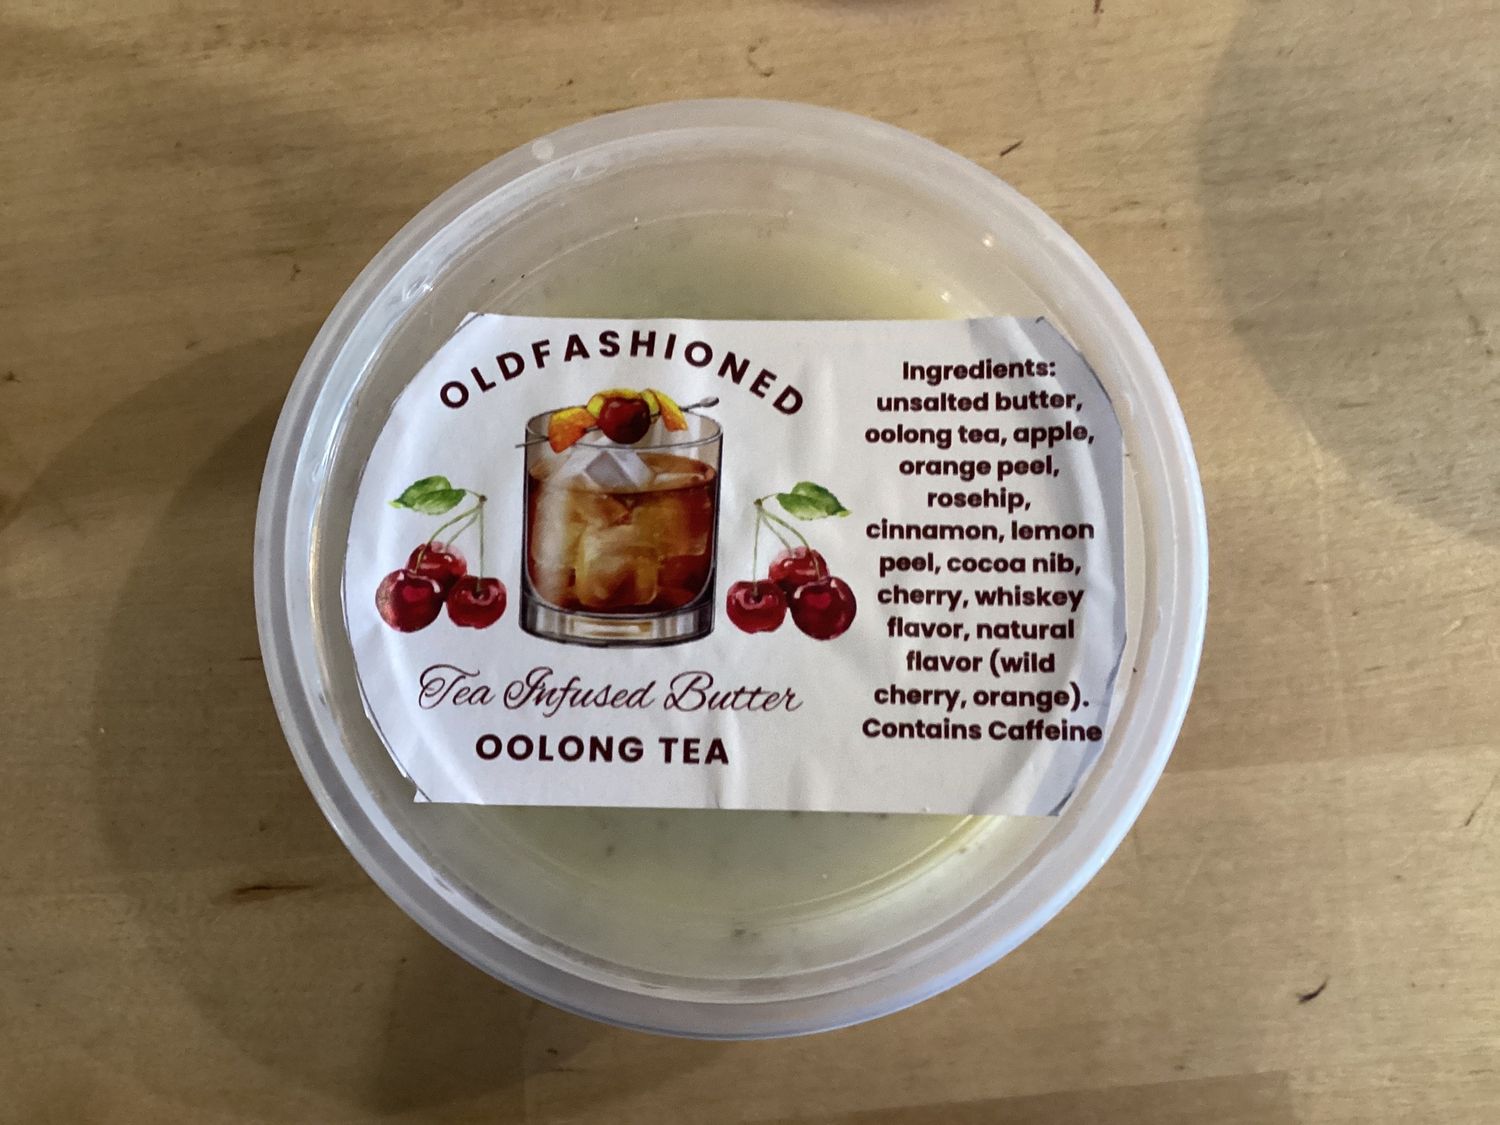 OLDFASHIONED
Tea Infused Butter
OOLONG TEA
Ingredients:
unsalted butter,
oolong tea, apple,
orange peel,
rosehip,
cinnamon, lemon
peel, cocoa nib,
cherry, whiskey
flavor, natural
flavor (wild
cherry, orange).
Contains Caffeine